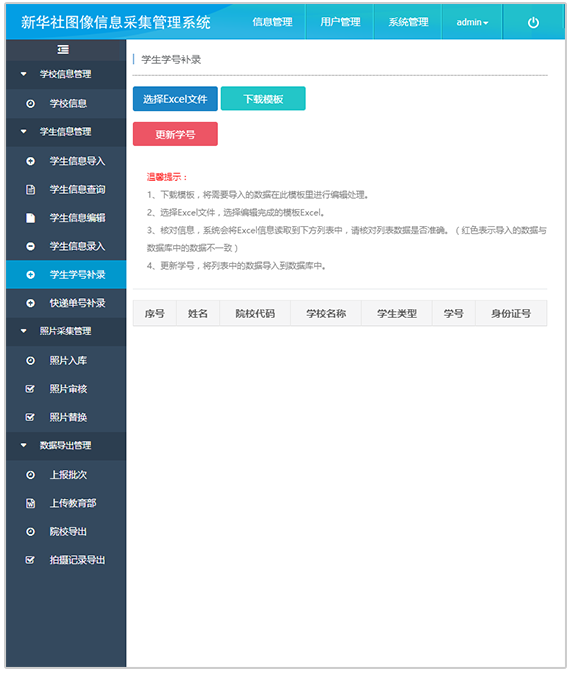 新华社图像信息采集管理系统
信息管理
用户管理
系统管理
admin
学校信息管理
学校信息
学生信息管理
学生信息导入
学生信息查询
学生信息编辑
学生信息录入
学生学号补录
快递单号补录
照片采集管理
照片入库
照片审核
照片替换
数据导出管理
上报批次
上传教育部
院校导出
拍摄记录导出
学生学号补录
选择Excel文件
下载模板
更新学号
温馨提示：
1、下载模板，将需要导入的数据在此模板里进行编辑处理。
2、选择Excel文件，选择编辑完成的模板Excel。
3、核对信息，系统会将Excel信息读取到下方列表中，请核对列表数据是否准确。（红色表示导入的数据与
数据库中的数据不一致）
4、更新学号，将列表中的数据导入到数据库中。
序号 姓名 院校代码 学校名称 学生类型 学号 身份证号